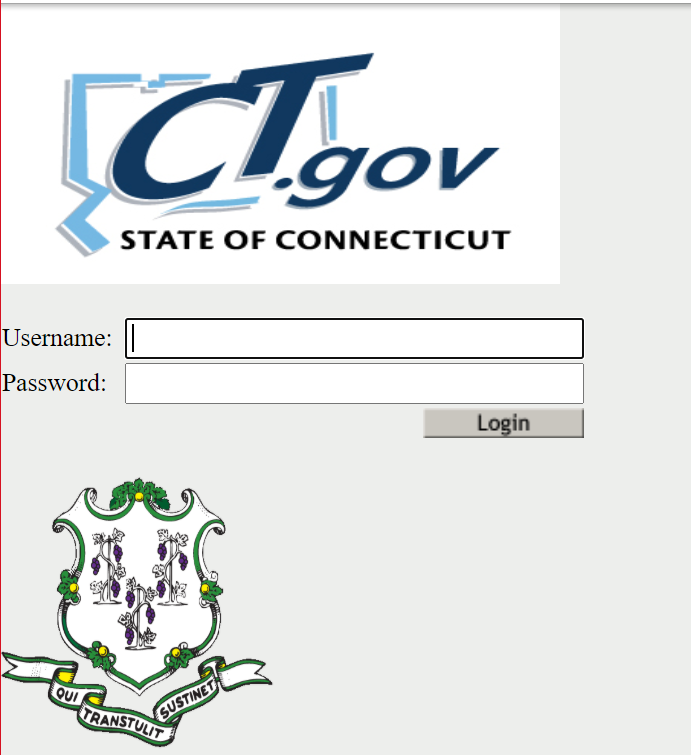 CT.gov
STATE OF CONNECTICUT
Username:
Password:
Login
QUI TRANSTULIT SUSTINET